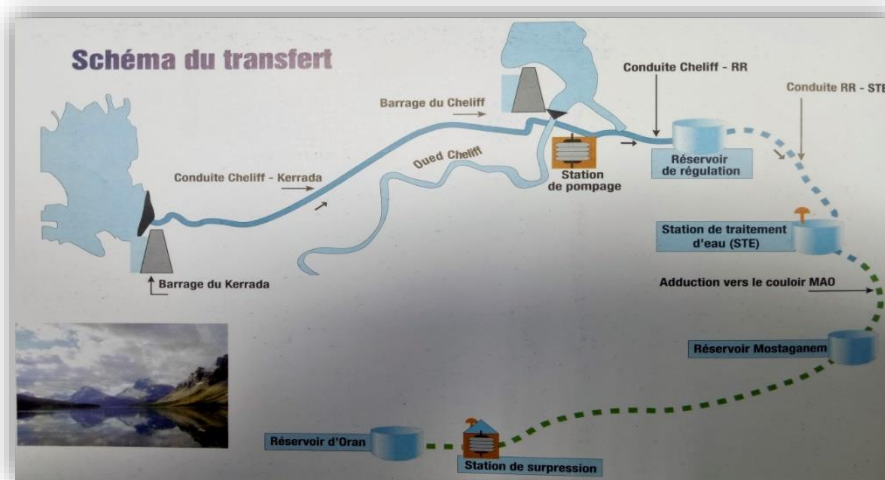 Schéma du transfert
Conduite Cheliff - RR
Barrage du Cheliff
Conduite RR - STE
Oued Cheliff
Réservoir
de régulation
Conduite Cheliff - Kerrada
Station
de pompage
Station de traitement
d'eau (STE)
Barrage du Kerrada
Adduction vers le couloir MAO
Réservoir Mostaganem
Réservoir d'Oran
Station de surpression